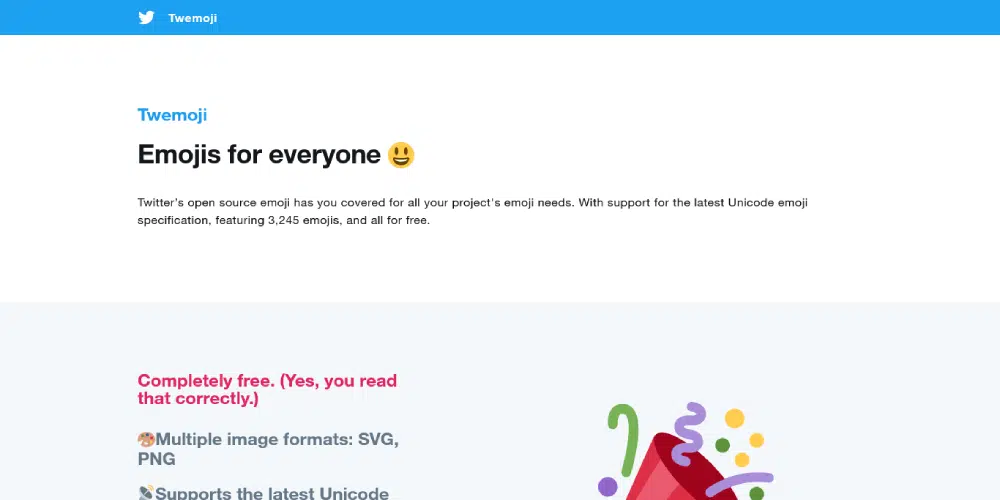 Twemoji
Twemoji
Emojis for everyone 😃
Twitter's open source emoji has you covered for all your project's emoji needs. With support for the latest Unicode emoji
specification, featuring 3,245 emojis, and all for free.
Completely free. (Yes, you read
that correctly.)
🎨Multiple image formats: SVG,
PNG
📡Supports the latest Unicode